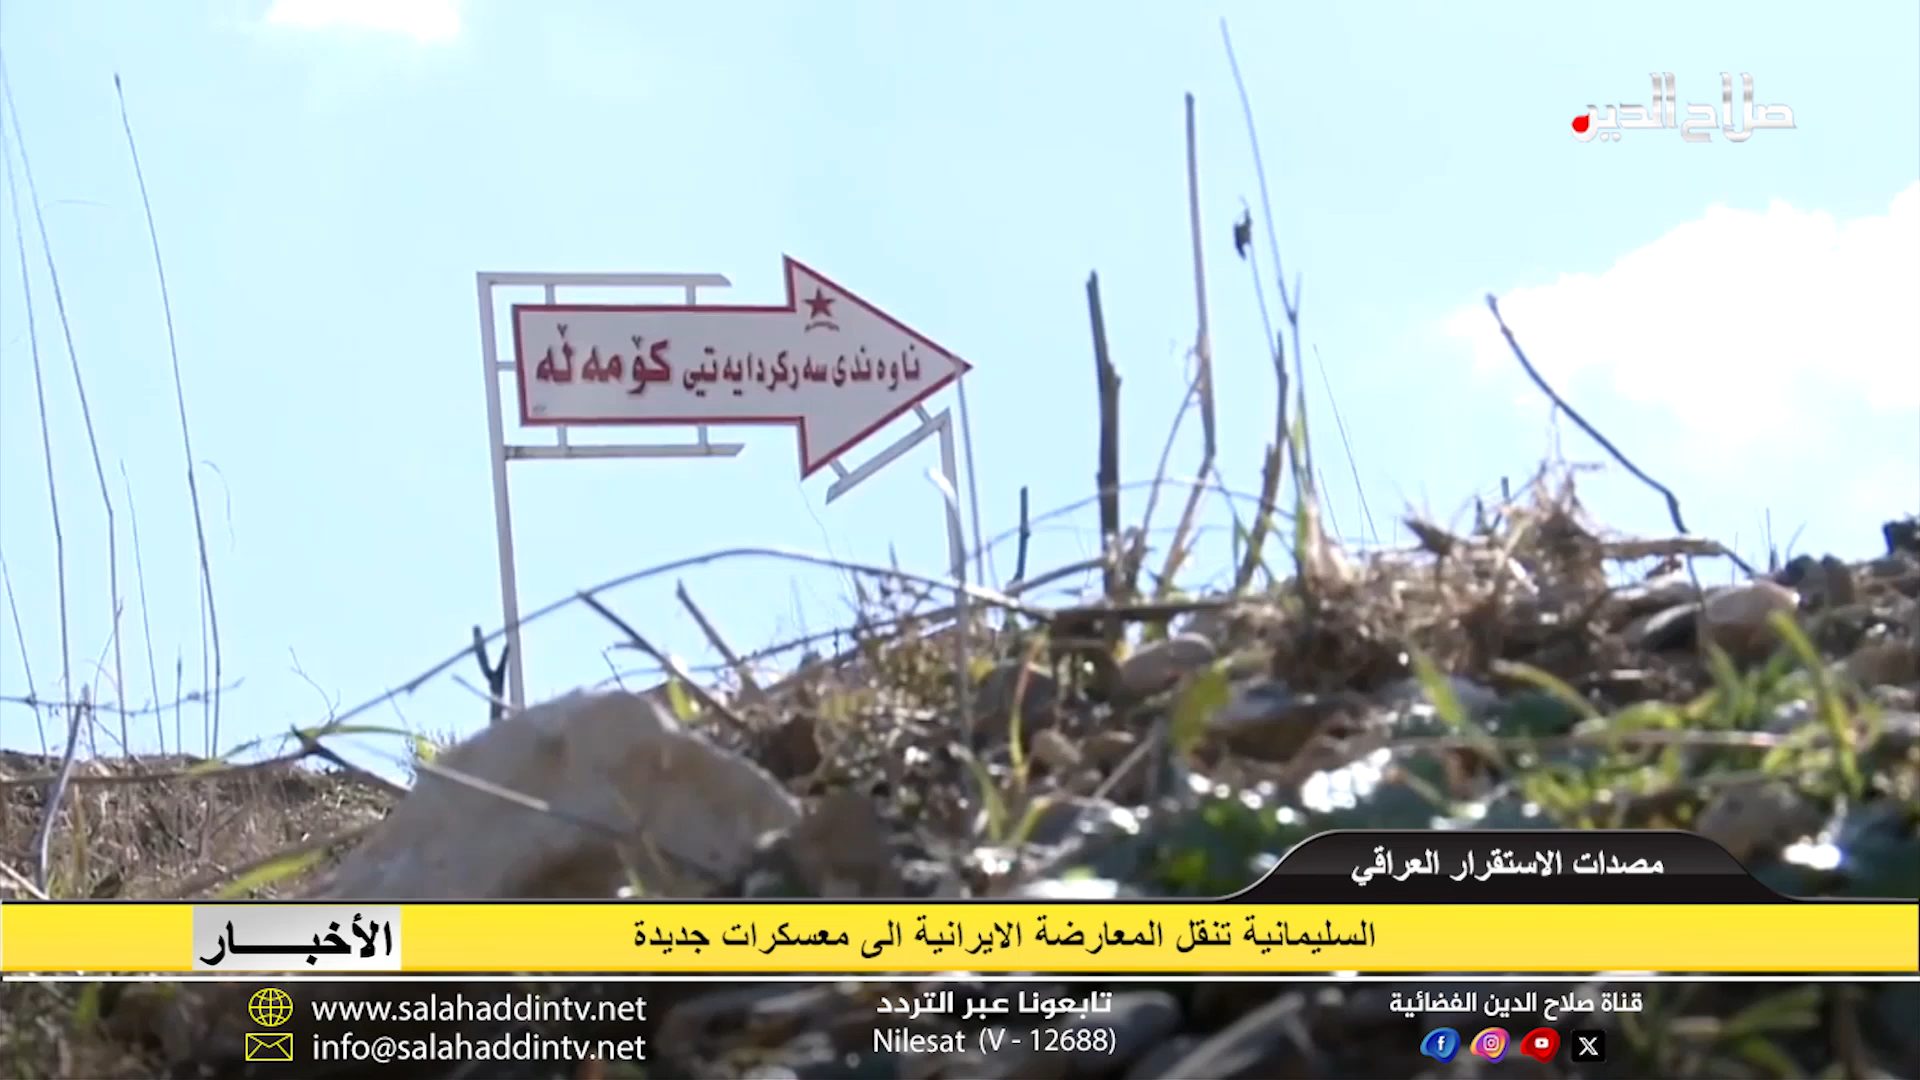 صلاح الدين
ناوەندی سەرکردایەتیی کۆمەڵە
مصدات الاستقرار العراقي
السليمانية تنقل المعارضة الايرانية الى معسكرات جديدة
الأخبـــار
قناة صلاح الدين الفضائية
تابعونا عبر التردد
Nilesat (V - 12688)
www.salahaddintv.net
info@salahaddintv.net